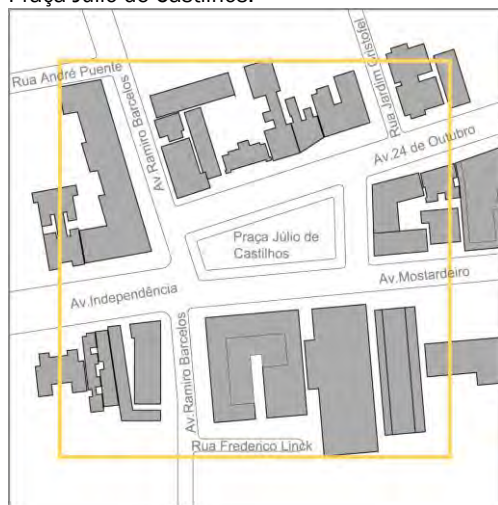 Praça Júlio de Castilhos.
Rua André Puente
Av.Ramiro Barcelos
Rua Jardim Cristofel
Av.24 de Outubro
Praça Júlio de
Castilhos
Av.Mostardeiro
Av.Independência
Av.Ramiro Barcelos
Rua Frederico Linck